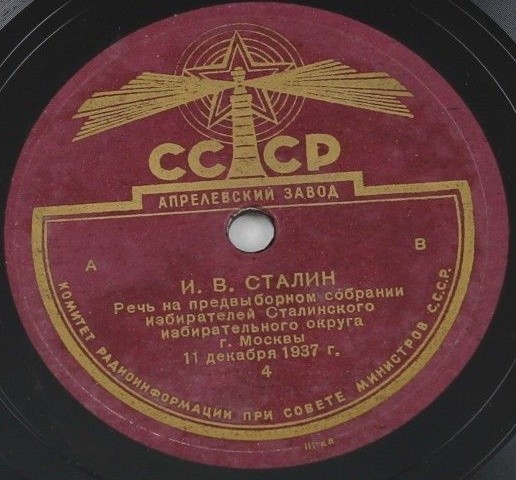 СССР
АПРЕЛЕВСКИЙ ЗАВОД
А
В
И. В. СТАЛИН
Речь на предвыборном собрании
избирателей Сталинского
избирательного округа
г. Москвы
11 декабря 1937 г.
4
КОМИТЕТ РАДИОИНФОРМАЦИИ ПРИ СОВЕТЕ МИНИСТРОВ С.С.С.Р.